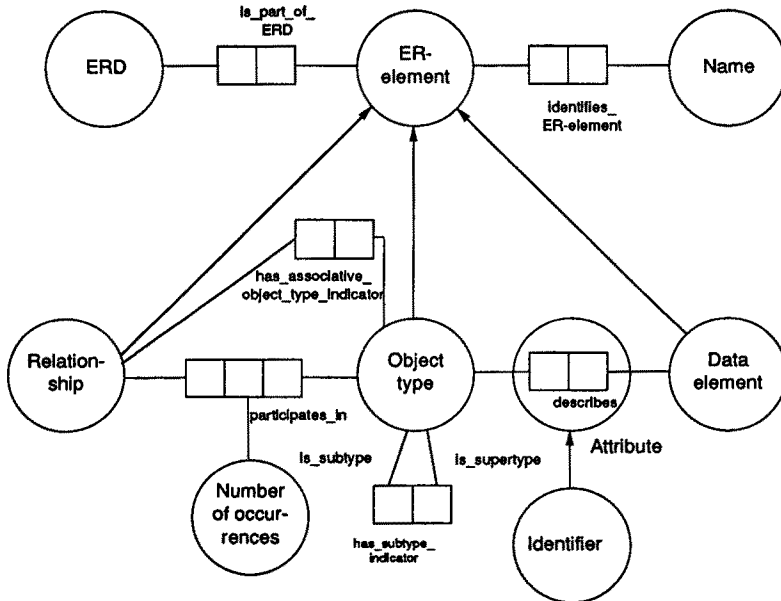 is_part_of_
ERD
ERD
ER-
element
Name
identifies_
ER-element
has_associative_
object_type_indicator
Relation-
ship
Object
type
Data
element
describes
participates_in
Attribute
is_subtype
is_supertype
Number
of occur-
rences
has_subtype_
indicator
Identifier